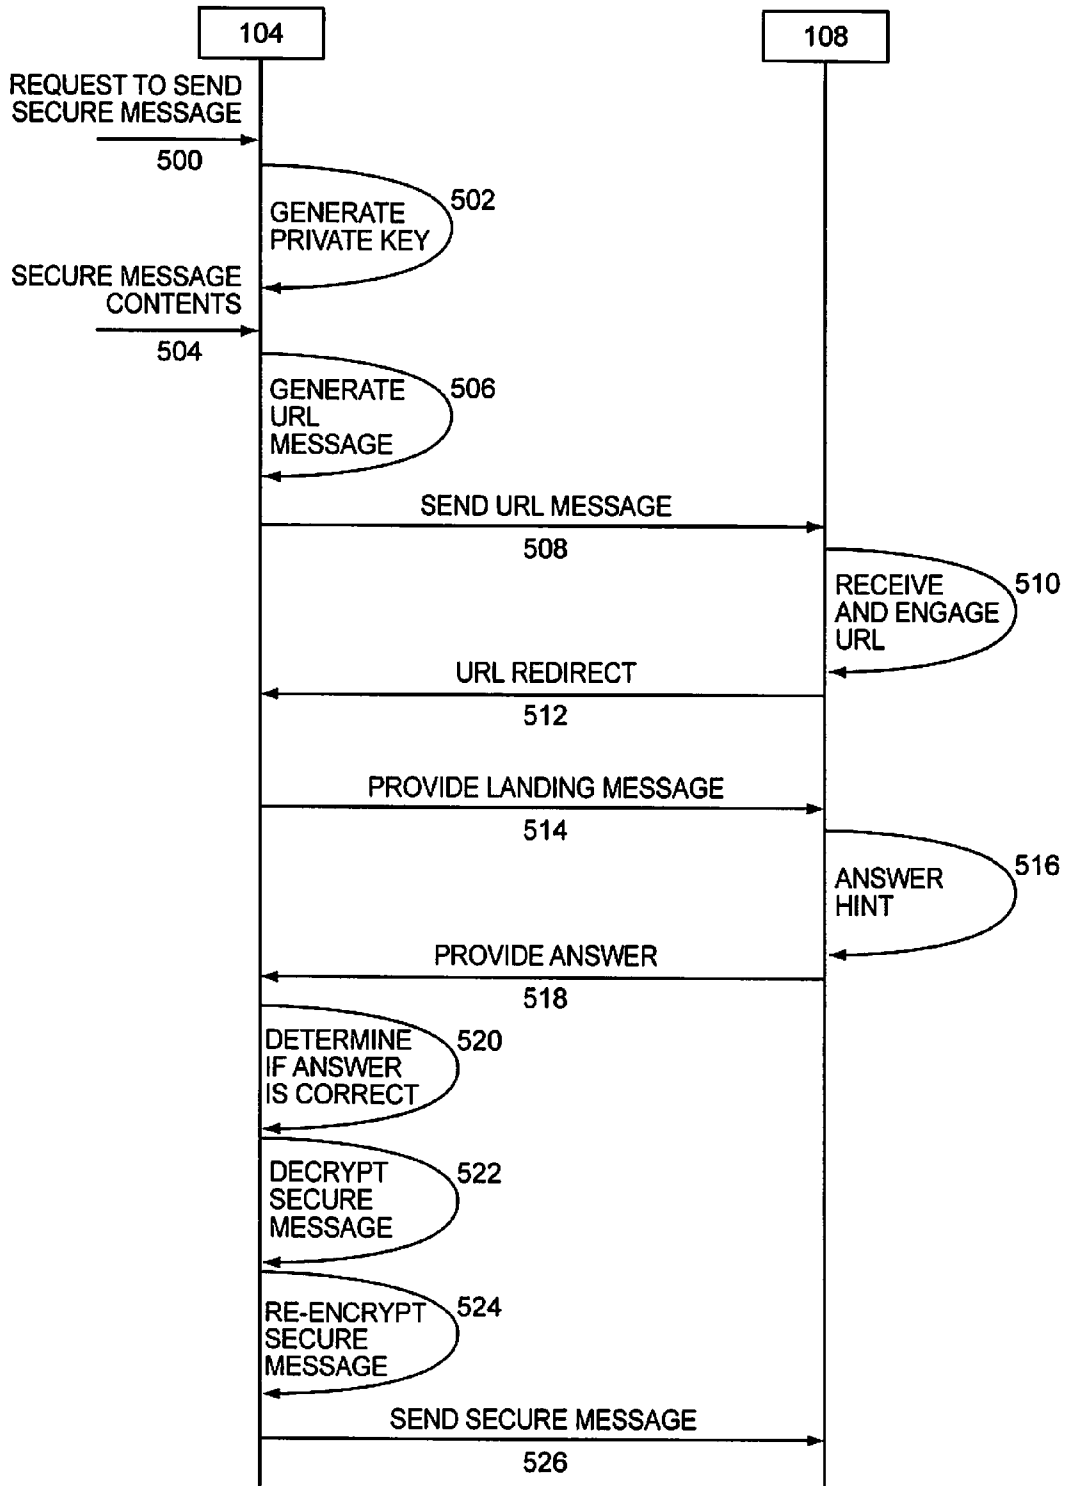 104
108
REQUEST TO SEND
SECURE MESSAGE
500
502
GENERATE
PRIVATE KEY
SECURE MESSAGE
CONTENTS
504
506
GENERATE
URL
MESSAGE
SEND URL MESSAGE
508
510
RECEIVE
AND ENGAGE
URL
URL REDIRECT
512
PROVIDE LANDING MESSAGE
514
516
ANSWER
HINT
PROVIDE ANSWER
518
520
DETERMINE
IF ANSWER
IS CORRECT
522
DECRYPT
SECURE
MESSAGE
524
RE-ENCRYPT
SECURE
MESSAGE
SEND SECURE MESSAGE
526